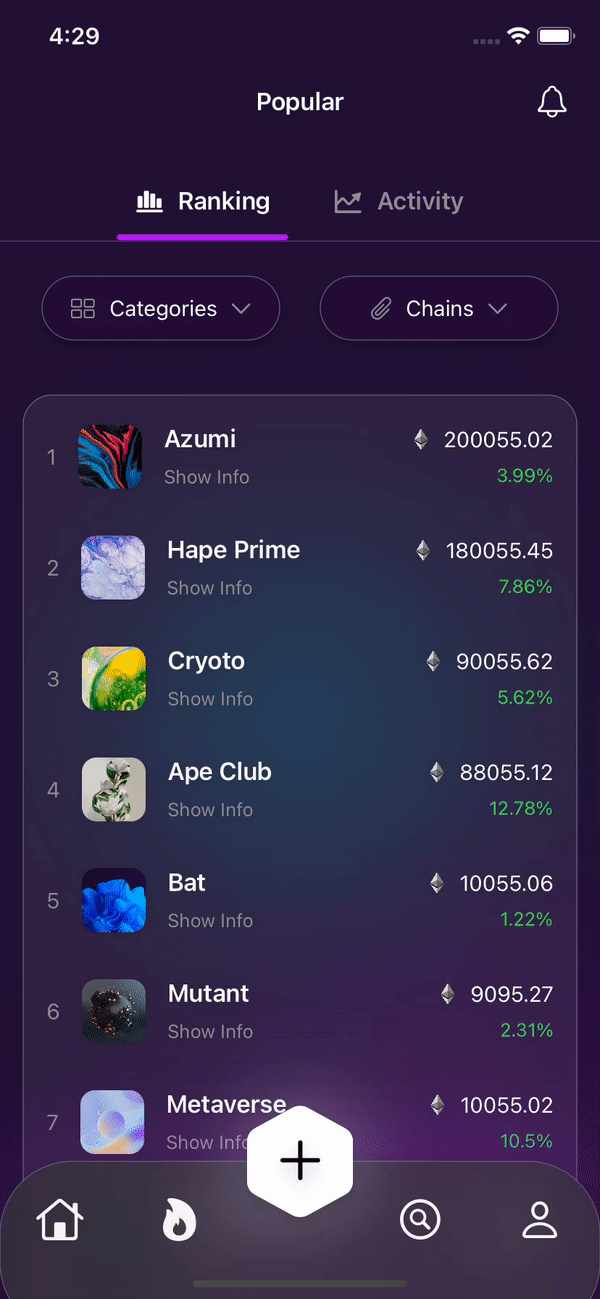 4:29
Popular
Ranking
Activity
Categories
Chains
1 Azumi 200055.02
Show Info 3.99%
2 Hape Prime 180055.45
Show Info 7.86%
3 Cryoto 90055.62
Show Info 5.62%
4 Ape Club 88055.12
Show Info 12.78%
5 Bat 10055.06
Show Info 1.22%
6 Mutant 9095.27
Show Info 2.31%
7 Metaverse 10055.02
Show Info 10.5%